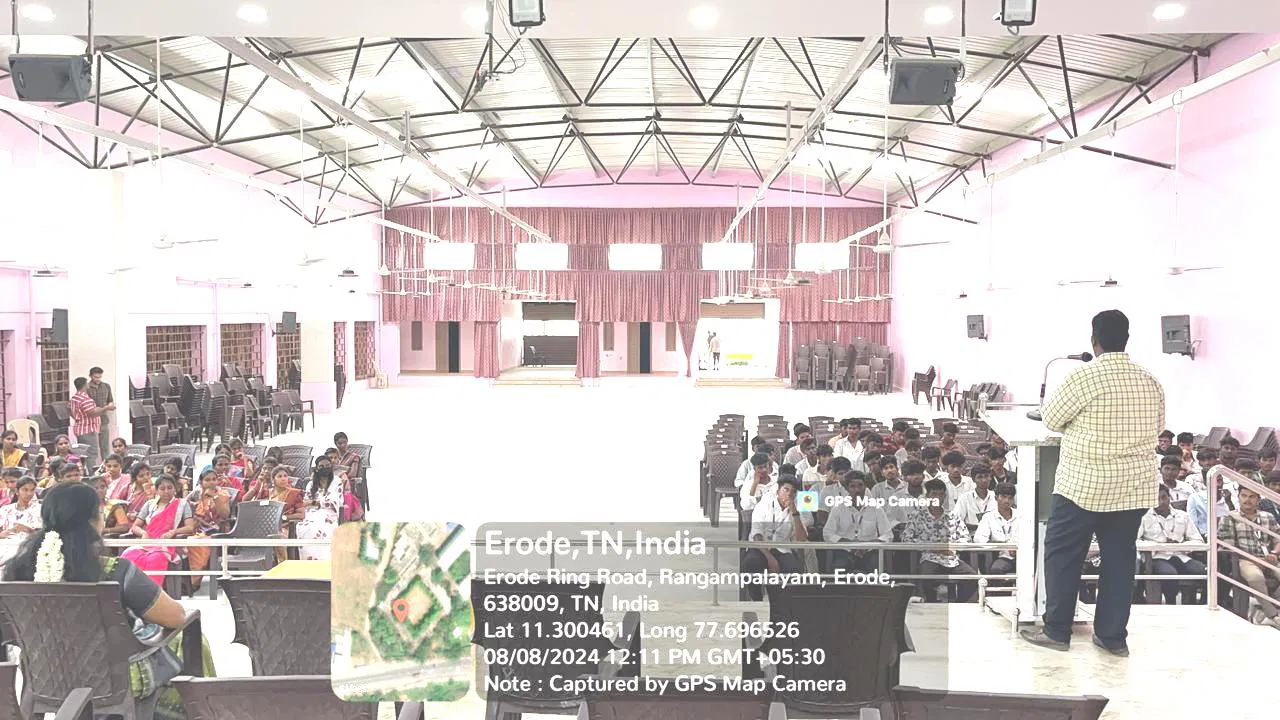 GPS Map Camera
Erode,TN,India
Erode Ring Road, Rangampalayam, Erode,
638009, TN, India
Lat 11.300461, Long 77.696526
08/08/2024 12:11 PM GMT+05:30
Note : Captured by GPS Map Camera